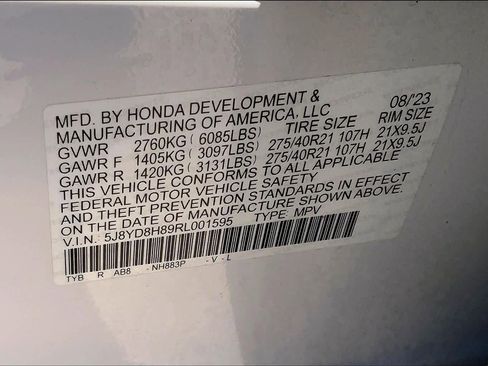 MFD. BY HONDA DEVELOPMENT & 08/'23
MANUFACTURING OF AMERICA, LLC
TIRE SIZE RIM SIZE
GVWR 2760KG ( 6085LBS)
GAWR F 1405KG ( 3097LBS) 275/40R21 107H 21X9.5J
GAWR R 1420KG ( 3131LBS) 275/40R21 107H 21X9.5J
THIS VEHICLE CONFORMS TO ALL APPLICABLE
FEDERAL MOTOR VEHICLE SAFETY
AND THEFT PREVENTION STANDARDS IN EFFECT
ON THE DATE OF MANUFACTURE SHOWN ABOVE.
V.I.N.: 5J8YD8H89RL001595 TYPE: MPV
TYB R AB8 - NH883P - V - L